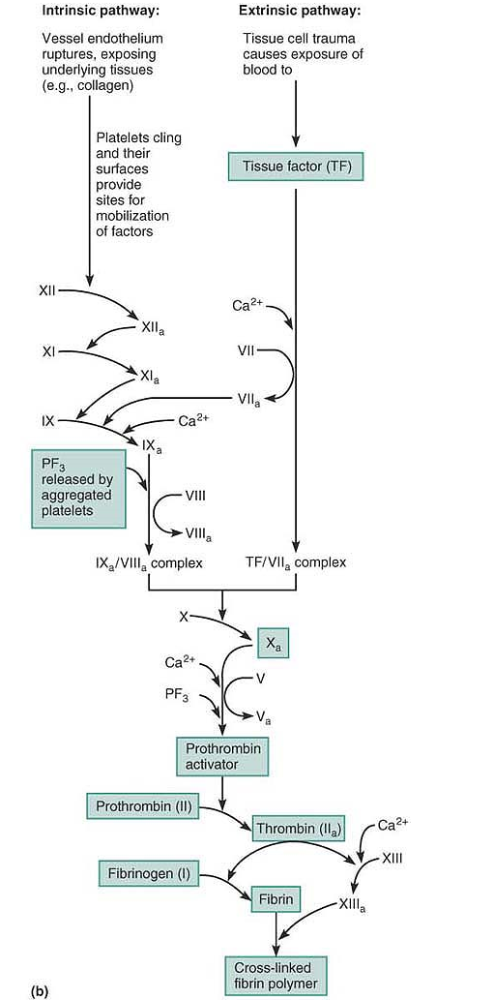 Intrinsic pathway:
Vessel endothelium
ruptures, exposing
underlying tissues
(e.g., collagen)
Extrinsic pathway:
Tissue cell trauma
causes exposure of
blood to
Platelets cling
and their
surfaces
provide
sites for
mobilization
of factors
Tissue factor (TF)
XII
XIIa
XI
XIa
Ca2+
VII
VIIa
IX
Ca2+
IXa
PF3
released by
aggregated
platelets
VIII
VIIIa
IXa/VIIIa complex
TF/VIIa complex
X
Xa
Ca2+
V
PF3
Va
Prothrombin
activator
Prothrombin (II)
Thrombin (IIa)
Ca2+
XIII
Fibrinogen (I)
Fibrin
XIIIa
Cross-linked
fibrin polymer
(b)